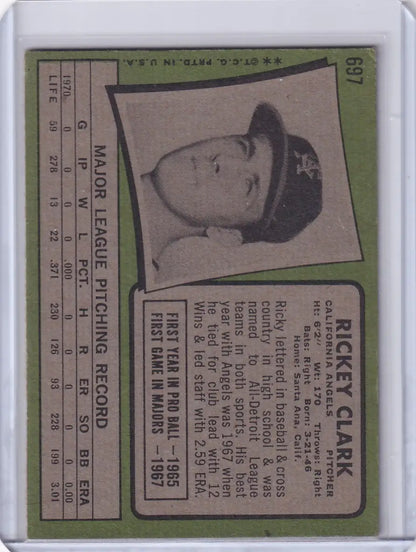 697
**©T.C.G. PRTD. IN U.S.A.
RICKEY CLARK
CALIFORNIA ANGELS PITCHER
Ht: 6'2" Wt: 170 Throws: Right
Bats: Right Born: 3-21-46
Home: Santa Ana, Calif.
Ricky lettered in baseball & cross
country in high school & was
named to All-Detroit League
teams in both sports. His best
year with Angels was 1967 when
he tied for club lead with 12
Wins & led staff with 2.59 ERA.
FIRST YEAR IN PRO BALL—1965
FIRST GAME IN MAJORS —1967
MAJOR LEAGUE PITCHING RECORD
G IP W L PCT. H R ER SO BB ERA
1970 0 0 0 0 .000 0 0 0 0 0 0.00
LIFE 59 278 13 22 .371 230 126 93 228 199 3.01